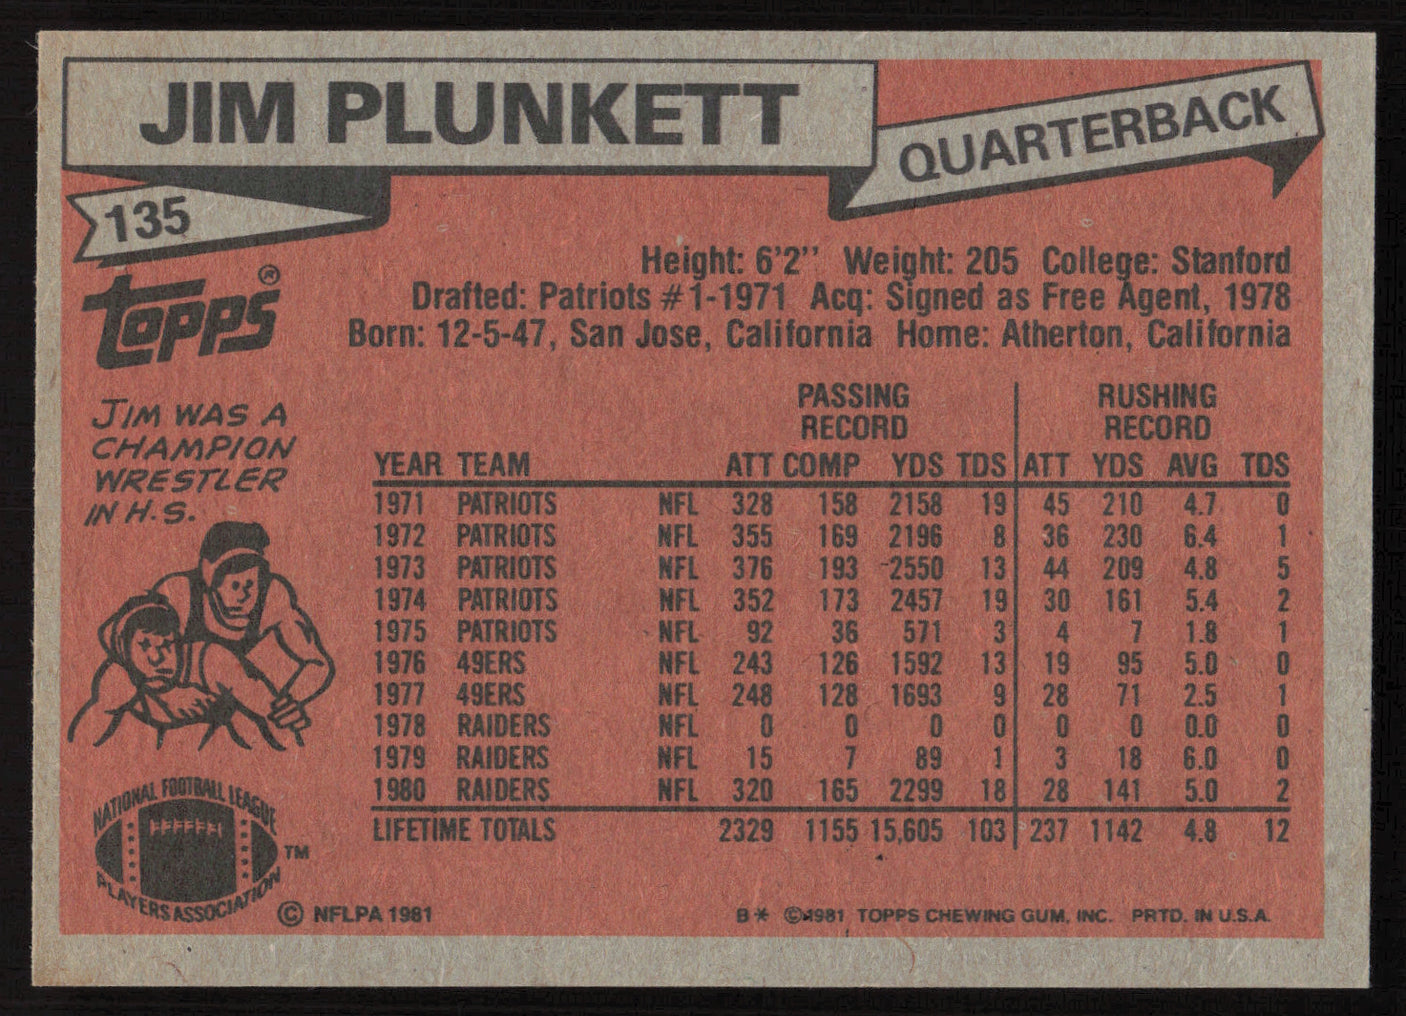 JIM PLUNKETT
QUARTERBACK
135
TOPPS®
Height: 6'2'' Weight: 205 College: Stanford
Drafted: Patriots #1-1971 Acq: Signed as Free Agent, 1978
Born: 12-5-47, San Jose, California Home: Atherton, California
JIM WAS A
CHAMPION
WRESTLER
IN H.S.
PASSING RUSHING
RECORD RECORD
YEAR TEAM ATT COMP YDS TDS ATT YDS AVG TDS
1971 PATRIOTS NFL 328 158 2158 19 45 210 4.7 0
1972 PATRIOTS NFL 355 169 2196 8 36 230 6.4 1
1973 PATRIOTS NFL 376 193 2550 13 44 209 4.8 5
1974 PATRIOTS NFL 352 173 2457 19 30 161 5.4 2
1975 PATRIOTS NFL 92 36 571 3 4 7 1.8 1
1976 49ERS NFL 243 126 1592 13 19 95 5.0 0
1977 49ERS NFL 248 128 1693 9 28 71 2.5 1
1978 RAIDERS NFL 0 0 0 0 0 0 0.0 0
1979 RAIDERS NFL 15 7 89 1 3 18 6.0 0
1980 RAIDERS NFL 320 165 2299 18 28 141 5.0 2
LIFETIME TOTALS 2329 1155 15,605 103 237 1142 4.8 12
NATIONAL FOOTBALL LEAGUE
PLAYERS ASSOCIATION
TM
© NFLPA 1981
B* © 1981 TOPPS CHEWING GUM, INC. PRTD. IN U.S.A.